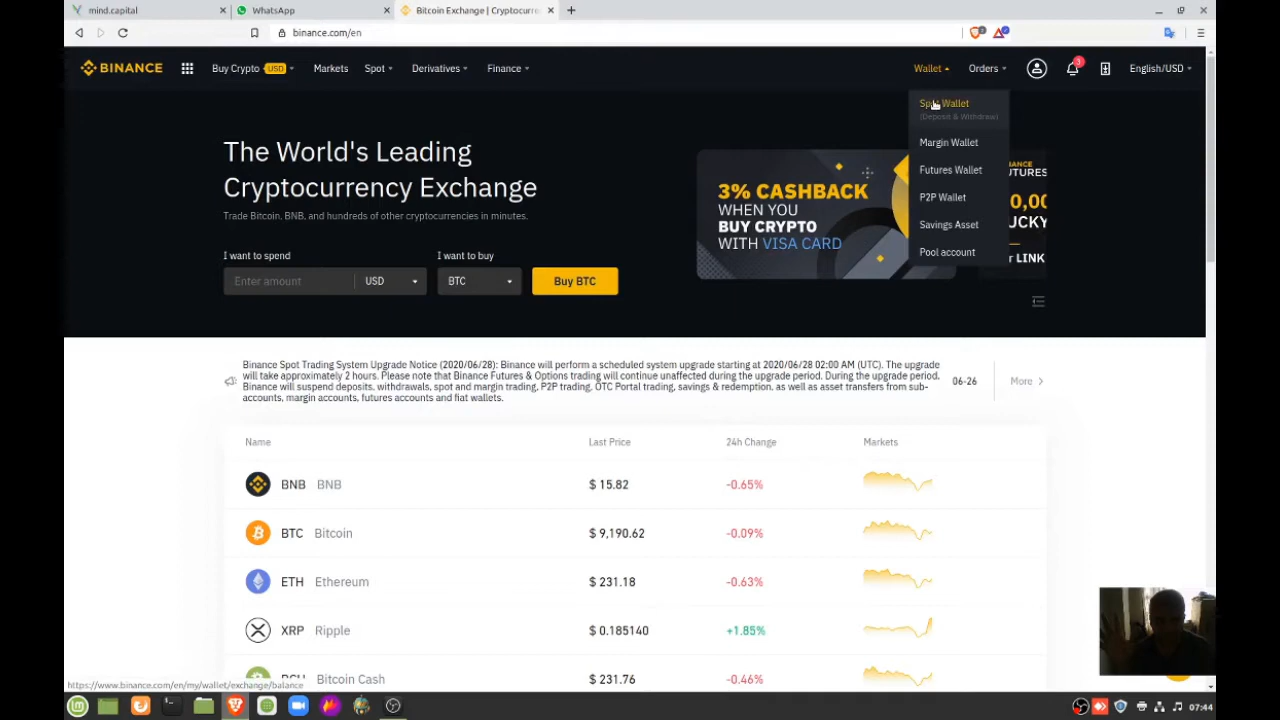 mind.capital
WhatsApp
Bitcoin Exchange | Cryptocurre
binance.com/en
BINANCE
Buy Crypto USD
Markets
Spot
Derivatives
Finance
Wallet
Orders
3
English/USD
Spot Wallet
(Deposit & Withdraw)
Margin Wallet
Futures Wallet
P2P Wallet
Savings Asset
Pool account
The World's Leading
Cryptocurrency Exchange
Trade Bitcoin, BNB, and hundreds of other cryptocurrencies in minutes.
I want to spend
I want to buy
Enter amount
USD
BTC
Buy BTC
3% CASHBACK
WHEN YOU
BUY CRYPTO
WITH VISA CARD
LINK
Binance Spot Trading System Upgrade Notice (2020/06/28): Binance will perform a scheduled system upgrade starting at 2020/06/28 02:00 AM (UTC). The upgrade
will take approximately 2 hours. Please note that Binance Futures & Options trading will continue unaffected during the upgrade period. During the upgrade period,
Binance will suspend deposits, withdrawals, spot and margin trading, P2P trading, OTC Portal trading, savings & redemption, as well as asset transfers from sub-
accounts, margin accounts, futures accounts and fiat wallets.
06-26
More
Name
Last Price
24h Change
Markets
BNB BNB $ 15.82 -0.65%
BTC Bitcoin $ 9,190.62 -0.09%
ETH Ethereum $ 231.18 -0.63%
XRP Ripple $ 0.185140 +1.85%
BCH Bitcoin Cash $ 231.76 -0.46%
https://www.binance.com/en/my/wallet/exchange/balance
07:44